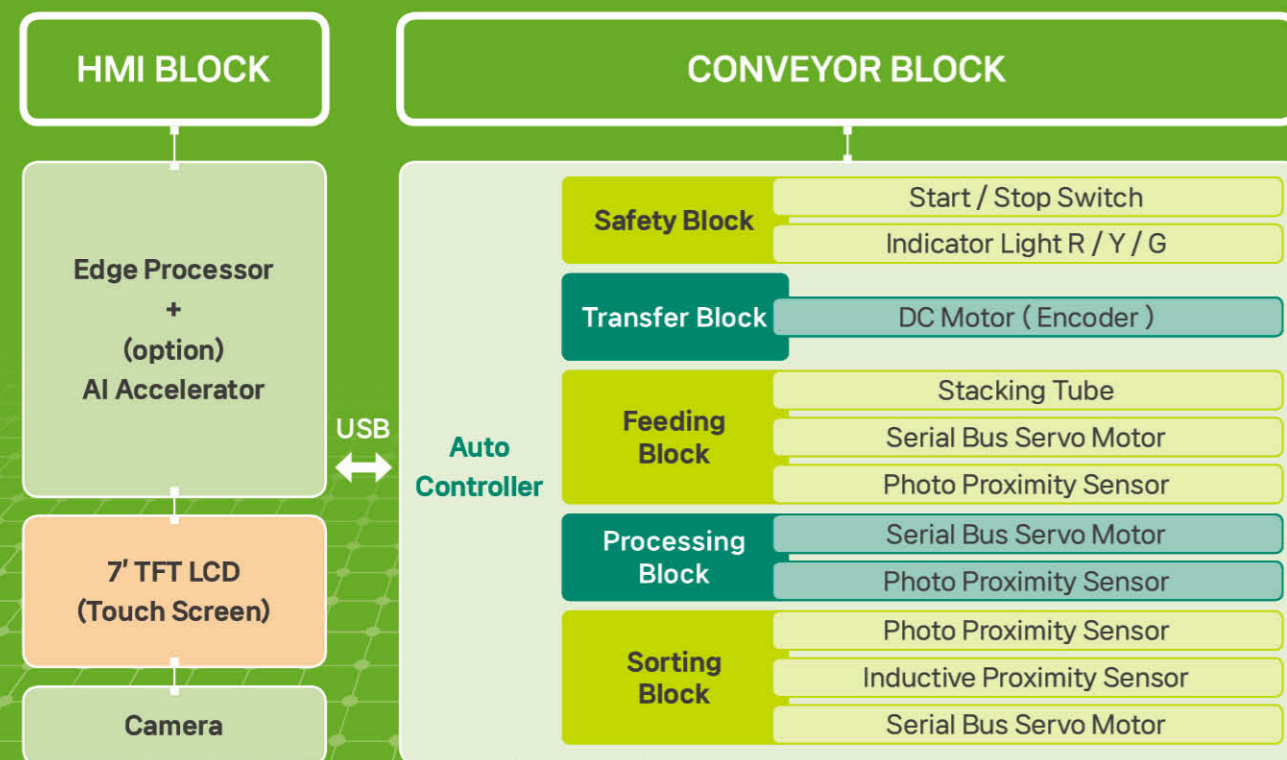 HMI BLOCK
Edge Processor
+
(option)
AI Accelerator
7′ TFT LCD
(Touch Screen)
Camera
USB
CONVEYOR BLOCK
Auto
Controller
Safety Block
Start / Stop Switch
Indicator Light R / Y / G
Transfer Block
DC Motor ( Encoder )
Feeding
Block
Stacking Tube
Serial Bus Servo Motor
Photo Proximity Sensor
Processing
Block
Serial Bus Servo Motor
Photo Proximity Sensor
Sorting
Block
Photo Proximity Sensor
Inductive Proximity Sensor
Serial Bus Servo Motor